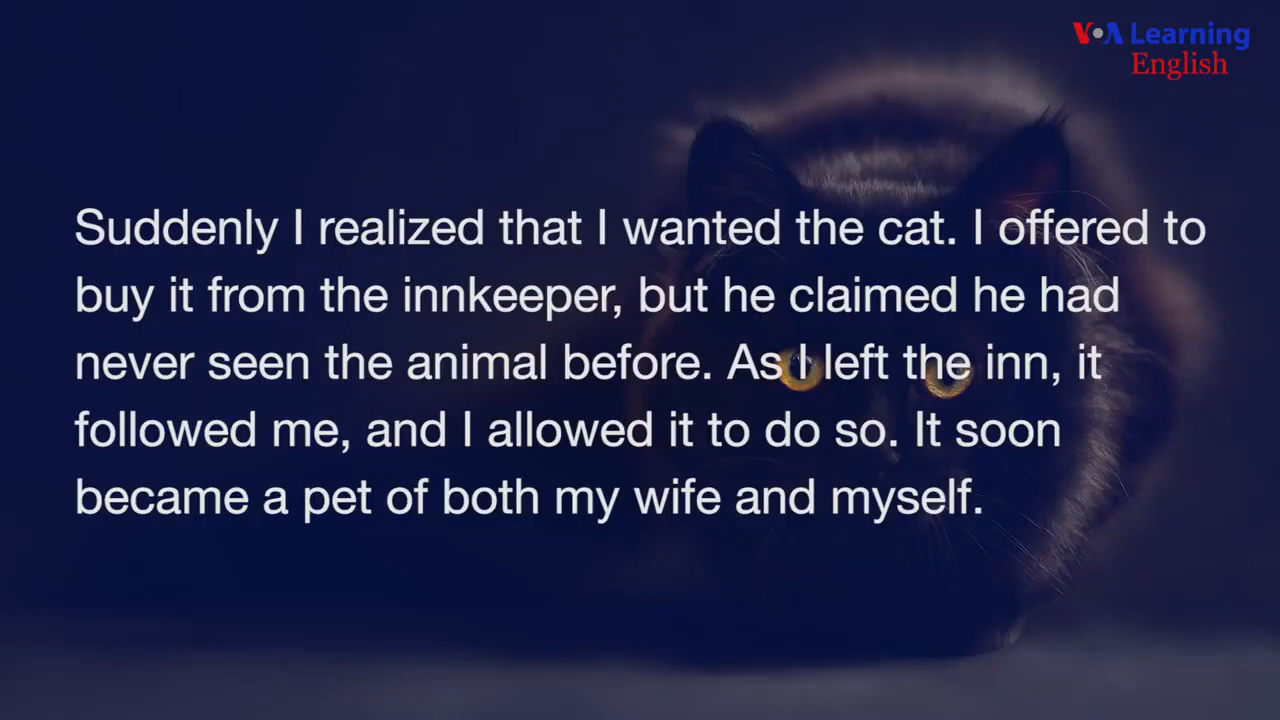 VOA Learning
English
Suddenly I realized that I wanted the cat. I offered to
buy it from the innkeeper, but he claimed he had
never seen the animal before. As I left the inn, it
followed me, and I allowed it to do so. It soon
became a pet of both my wife and myself.